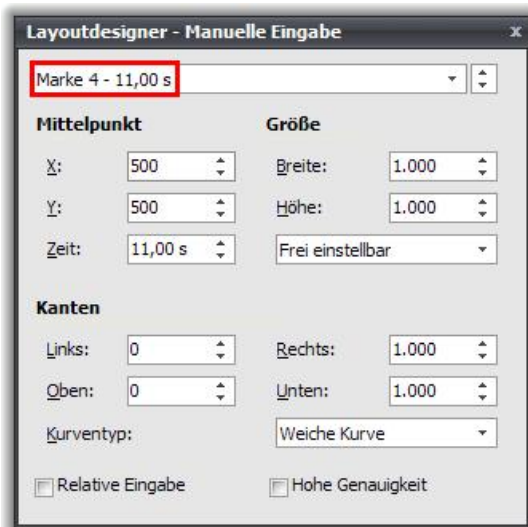 Layoutdesigner - Manuelle Eingabe x
Marke 4 - 11,00 s
Mittelpunkt Größe
X: 500 Breite: 1.000
Y: 500 Höhe: 1.000
Zeit: 11,00 s Frei einstellbar
Kanten
Links: 0 Rechts: 1.000
Oben: 0 Unten: 1.000
Kurventyp: Weiche Kurve
Relative Eingabe Hohe Genauigkeit